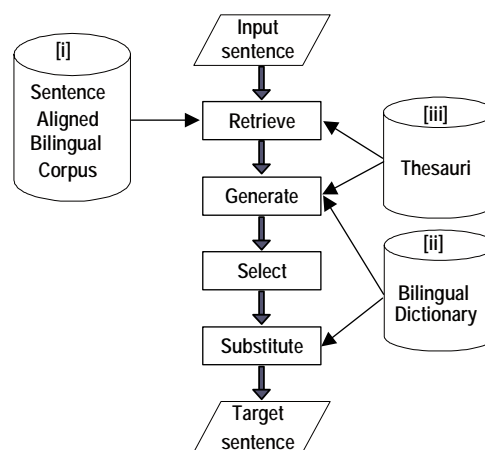 Input
sentence
[i]
Sentence
Aligned
Bilingual
Corpus
Retrieve
[iii]
Thesauri
Generate
Select
[ii]
Bilingual
Dictionary
Substitute
Target
sentence